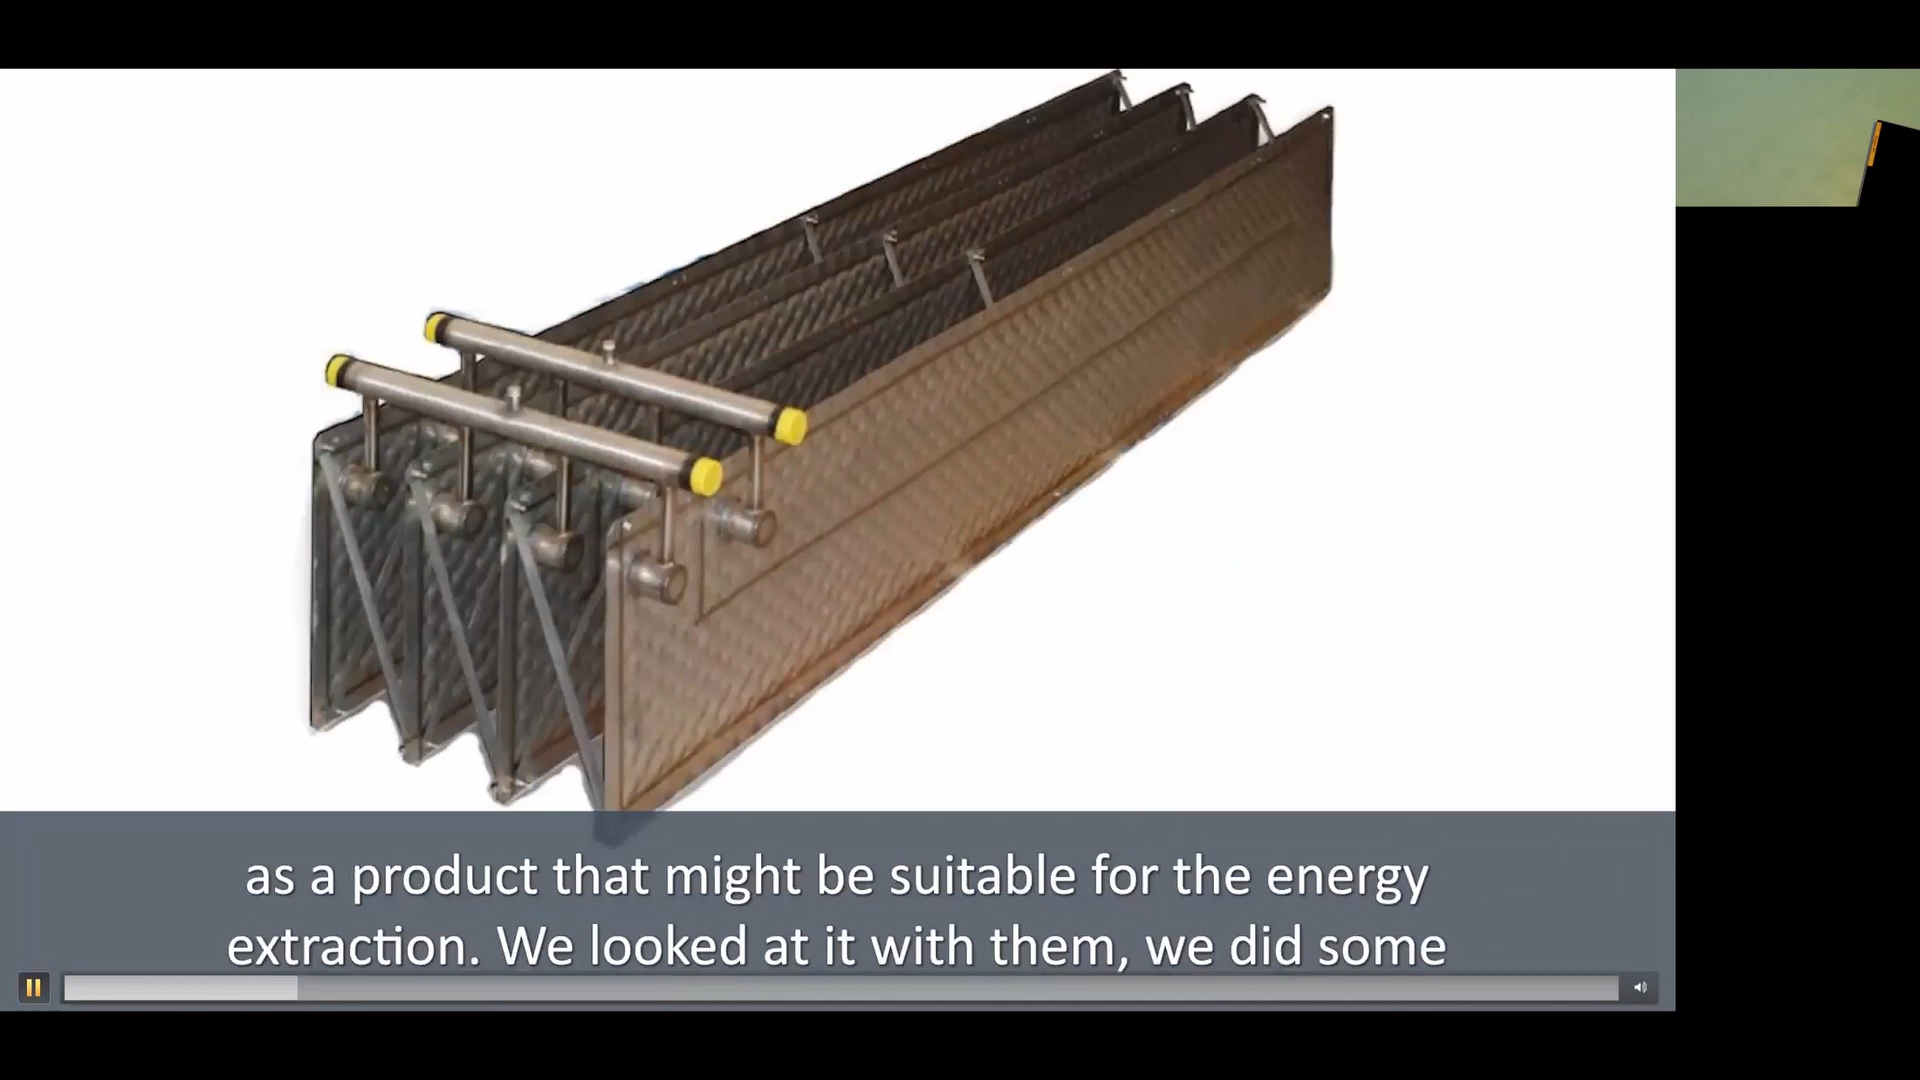 as a product that might be suitable for the energy
extraction. We looked at it with them, we did some